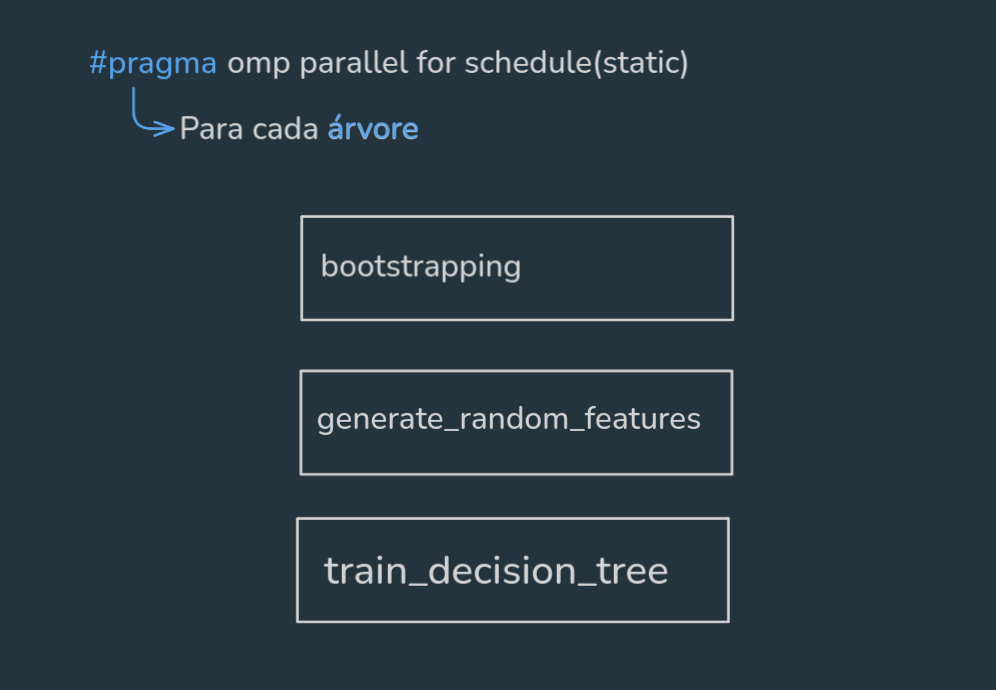 #pragma omp parallel for schedule(static)
Para cada árvore
bootstrapping
generate_random_features
train_decision_tree